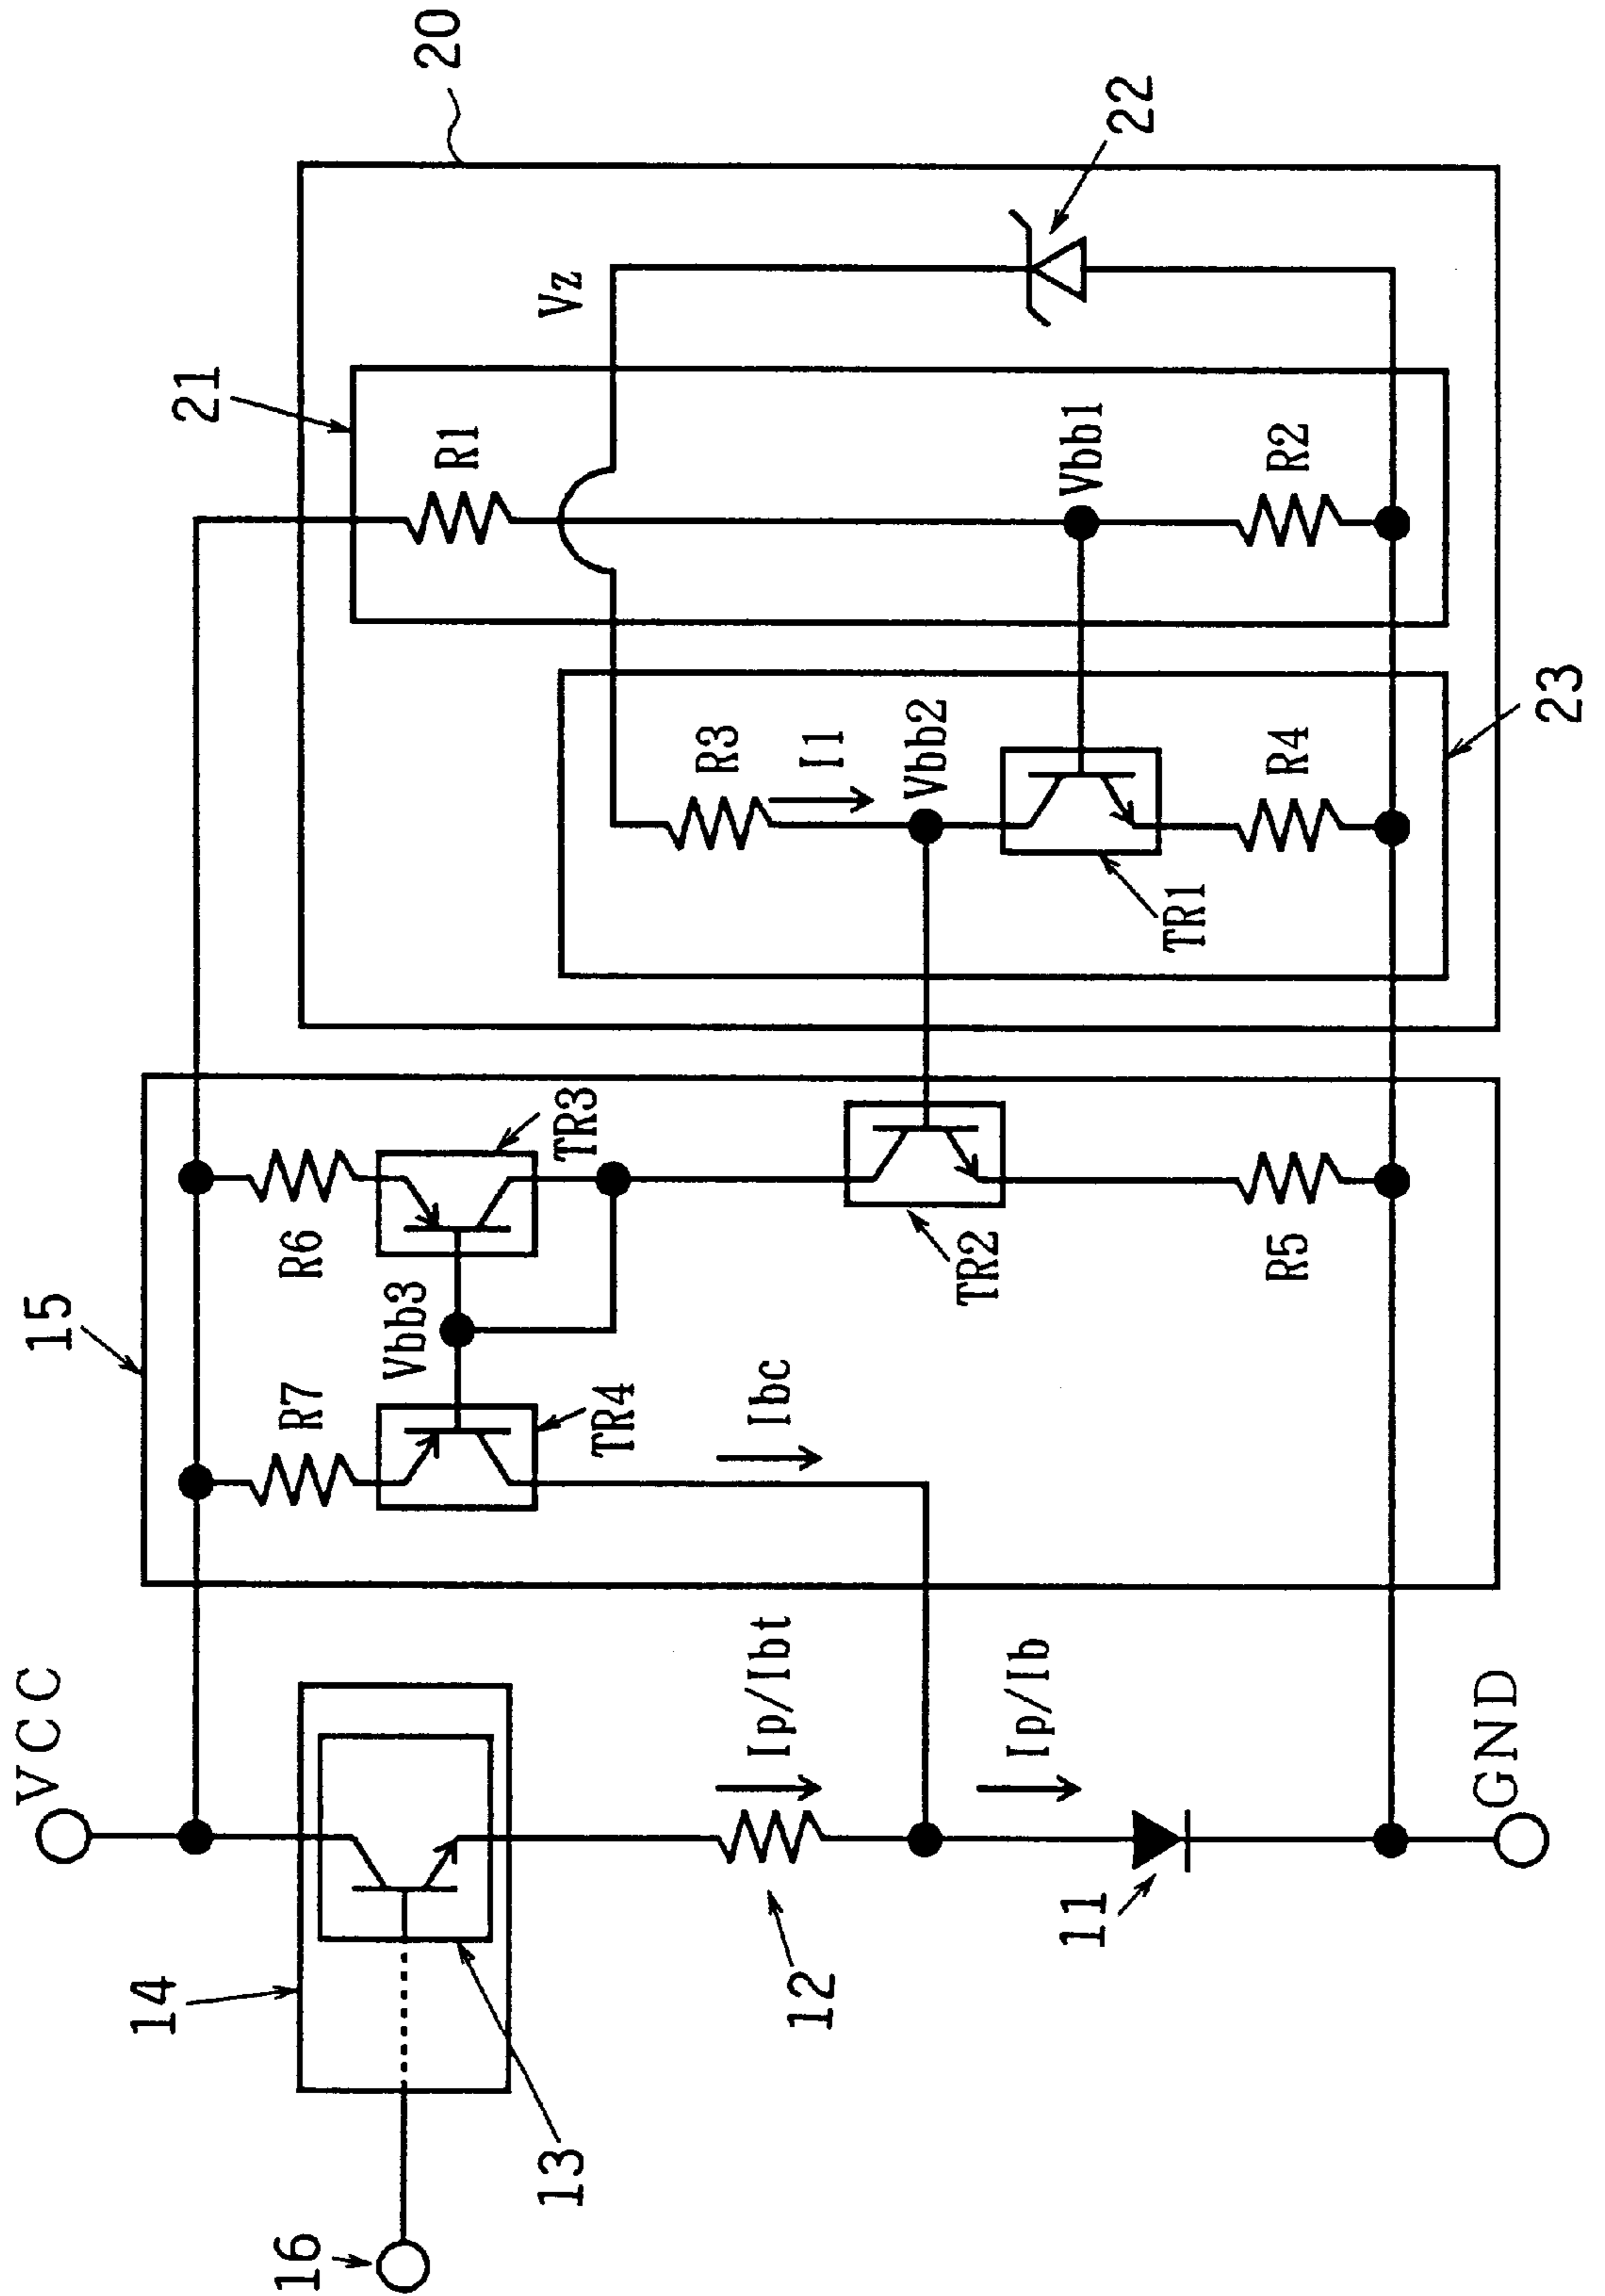 VCC
15
21
20
14
R7
R6
R1
Vz
Vbb3
TR3
16
13
TR4
Ip/Ibt
Ibc
R3
I1
12
Vbb2
Vbb1
22
Ip/Ib
TR2
TR1
11
R5
R4
R2
GND
23